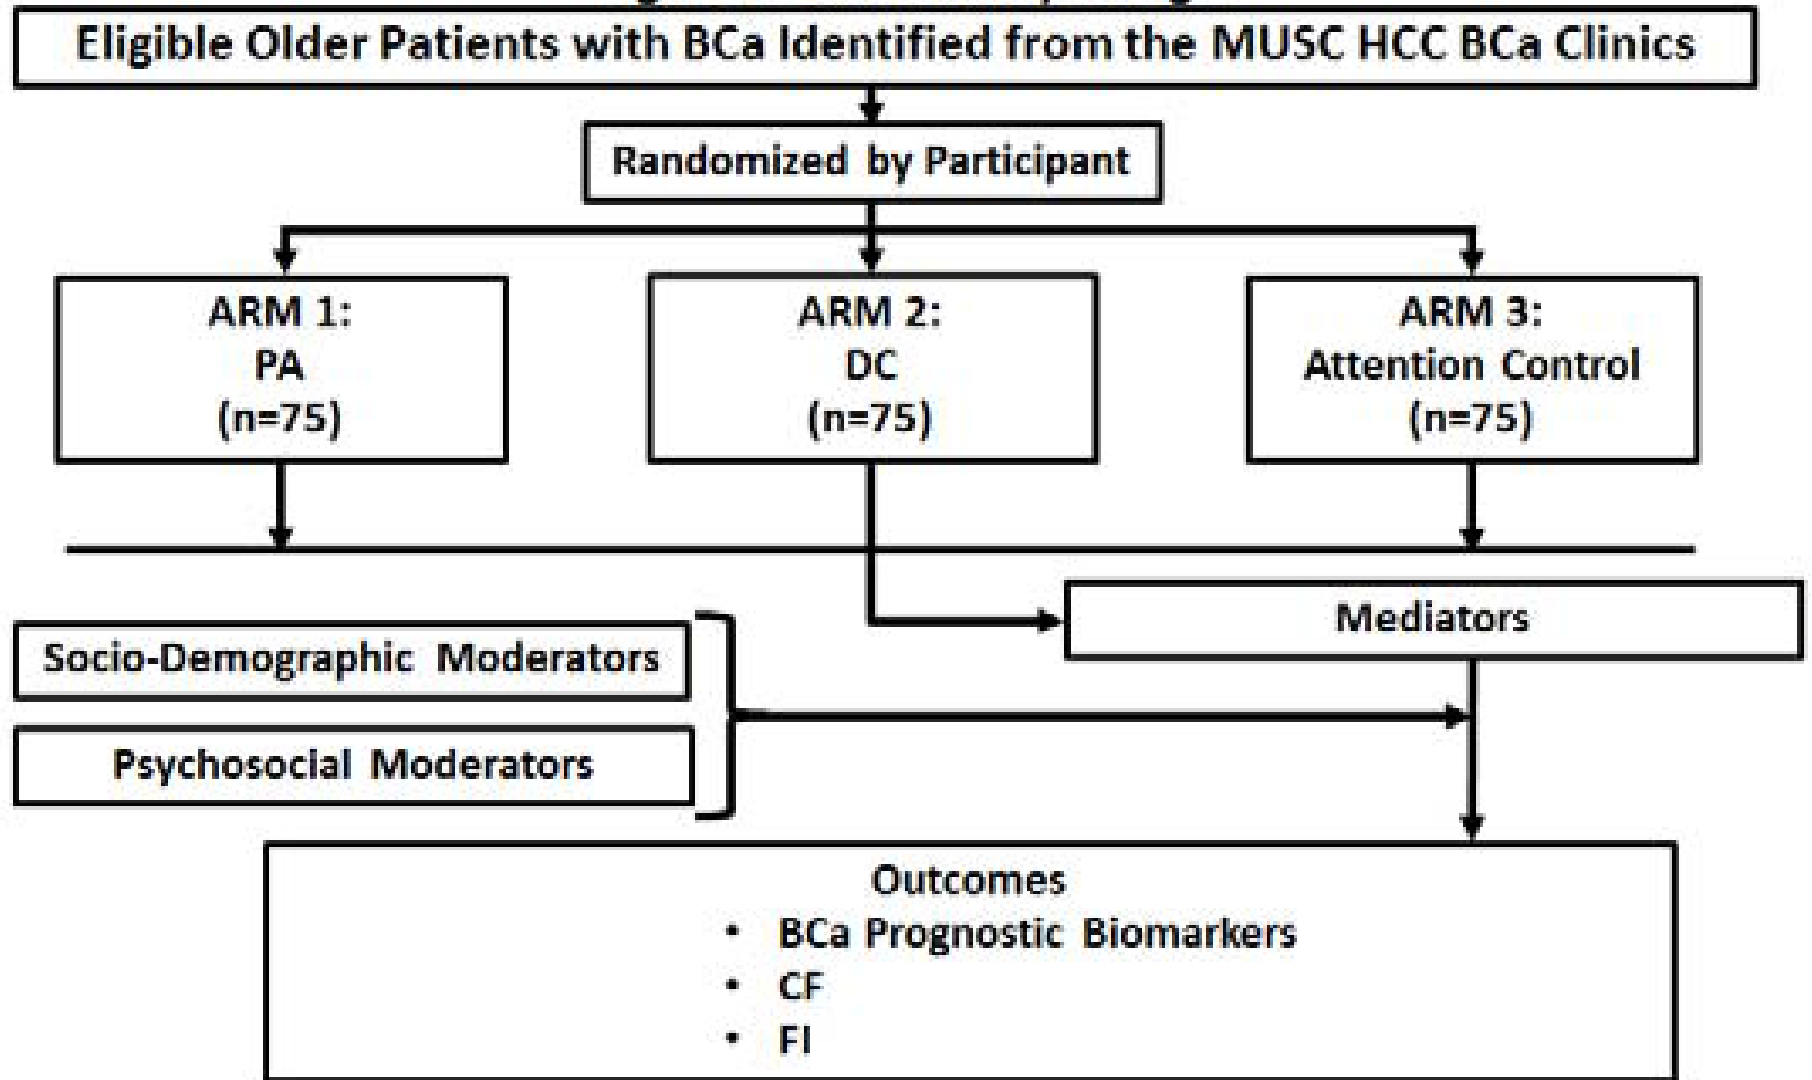 Eligible Older Patients with BCa Identified from the MUSC HCC BCa Clinics
Randomized by Participant
ARM 1:
PA
(n=75)
ARM 2:
DC
(n=75)
ARM 3:
Attention Control
(n=75)
Mediators
Socio-Demographic Moderators
Psychosocial Moderators
Outcomes
• BCa Prognostic Biomarkers
• CF
• FI